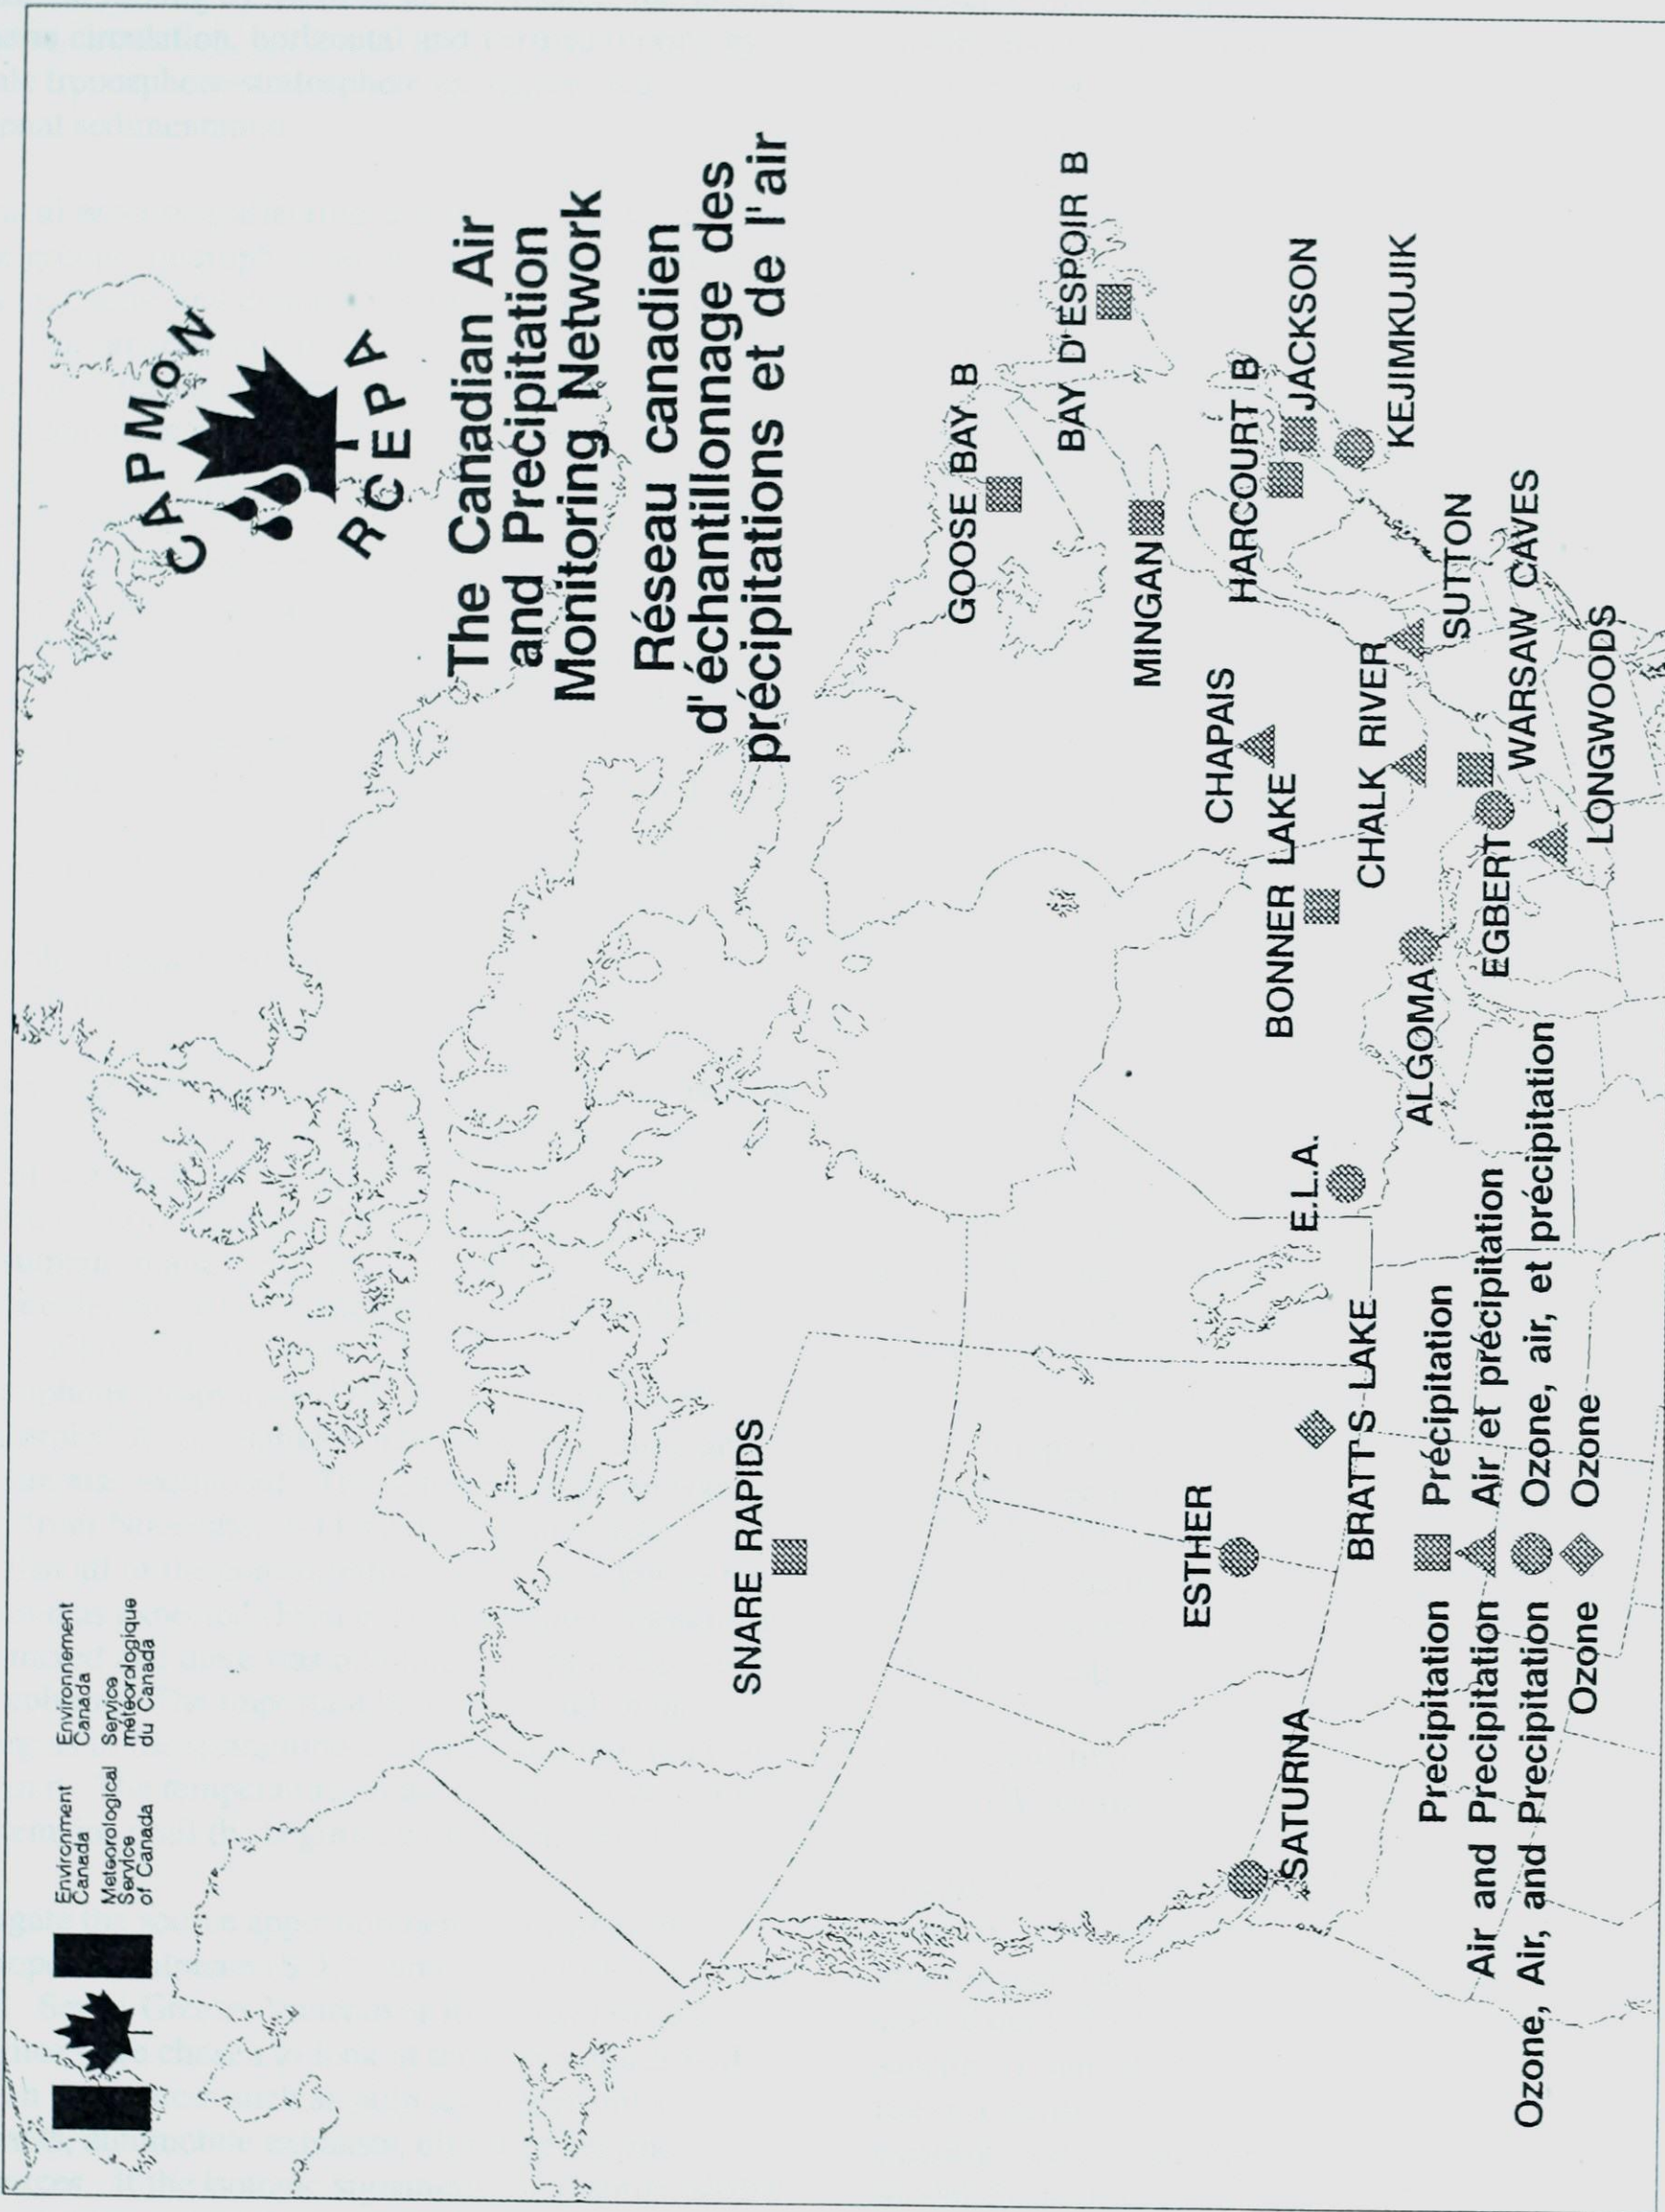 Environment
Canada
Environnement
Canada
Meteorological
Service
of Canada
Service
météorologique
du Canada
CAPMoN
RCEPA
The Canadian Air
and Precipitation
Monitoring Network
Réseau canadien
d'échantillonnage des
précipitations et de l'air
SNARE RAPIDS
GOOSE BAY B
BAY D'ESPOIR B
MINGAN
CHAPAIS
HARCOURT B
JACKSON
KEJIMKUJIK
ESTHER
SATURNA
BRATT'S LAKE
E.L.A.
BONNER LAKE
CHALK RIVER
SUTTON
ALGOMA
EGBERT
WARSAW CAVES
LONGWOODS
Precipitation Précipitation
Air and Precipitation Air et précipitation
Ozone, Air, and Precipitation Ozone, air, et précipitation
Ozone Ozone